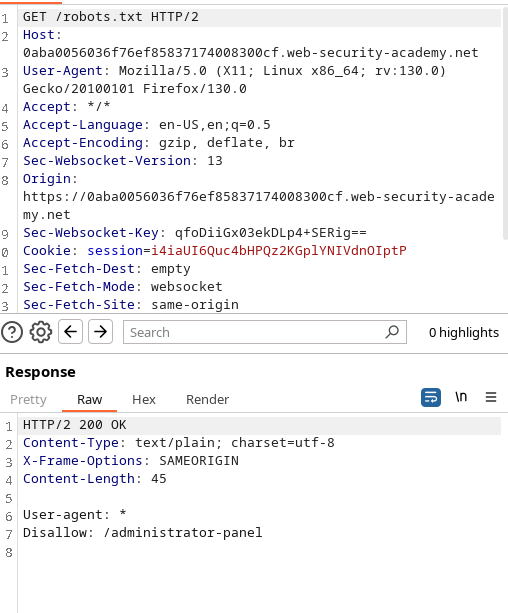 1 GET /robots.txt HTTP/2
2 Host:
0aba0056036f76ef85837174008300cf.web-security-academy.net
3 User-Agent: Mozilla/5.0 (X11; Linux x86_64; rv:130.0)
Gecko/20100101 Firefox/130.0
4 Accept: */*
5 Accept-Language: en-US,en;q=0.5
6 Accept-Encoding: gzip, deflate, br
7 Sec-Websocket-Version: 13
8 Origin:
https://0aba0056036f76ef85837174008300cf.web-security-acade
my.net
9 Sec-Websocket-Key: qfoDiiGx03ekDLp4+SERig==
0 Cookie: session=i4iaUI6Quc4bHPQz2KGplYNIVdnOIptP
1 Sec-Fetch-Dest: empty
2 Sec-Fetch-Mode: websocket
3 Sec-Fetch-Site: same-origin
Search 0 highlights
Response
Pretty Raw Hex Render \n
1 HTTP/2 200 OK
2 Content-Type: text/plain; charset=utf-8
3 X-Frame-Options: SAMEORIGIN
4 Content-Length: 45
5
6 User-agent: *
7 Disallow: /administrator-panel
8